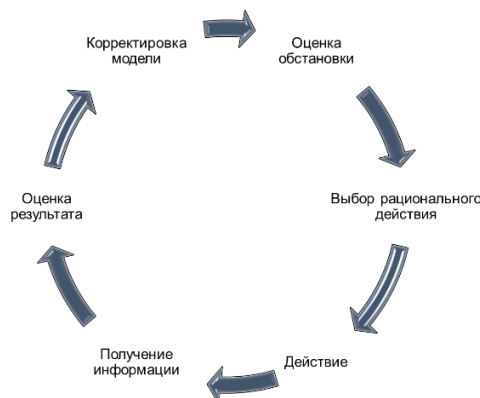 Корректировка
модели
Оценка
обстановки
Выбор рационального
действия
Действие
Получение
информации
Оценка
результата